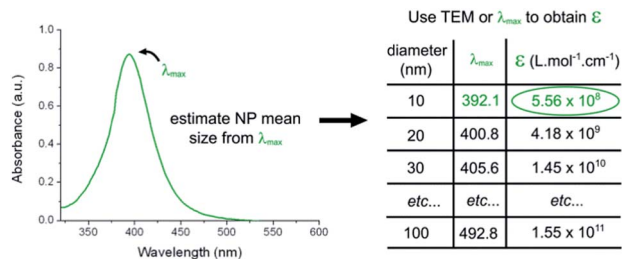 Use TEM or λmax to obtain ε
1.0
0.8
0.6
0.4
0.2
0.0
Absorbance (a.u.)
λmax
estimate NP mean
size from λmax
350 400 450 500 550 600
Wavelength (nm)
diameter (nm) λmax ε (L.mol⁻¹.cm⁻¹)
10 392.1 5.56 x 10⁸
20 400.8 4.18 x 10⁹
30 405.6 1.45 x 10¹⁰
etc... etc... etc...
100 492.8 1.55 x 10¹¹